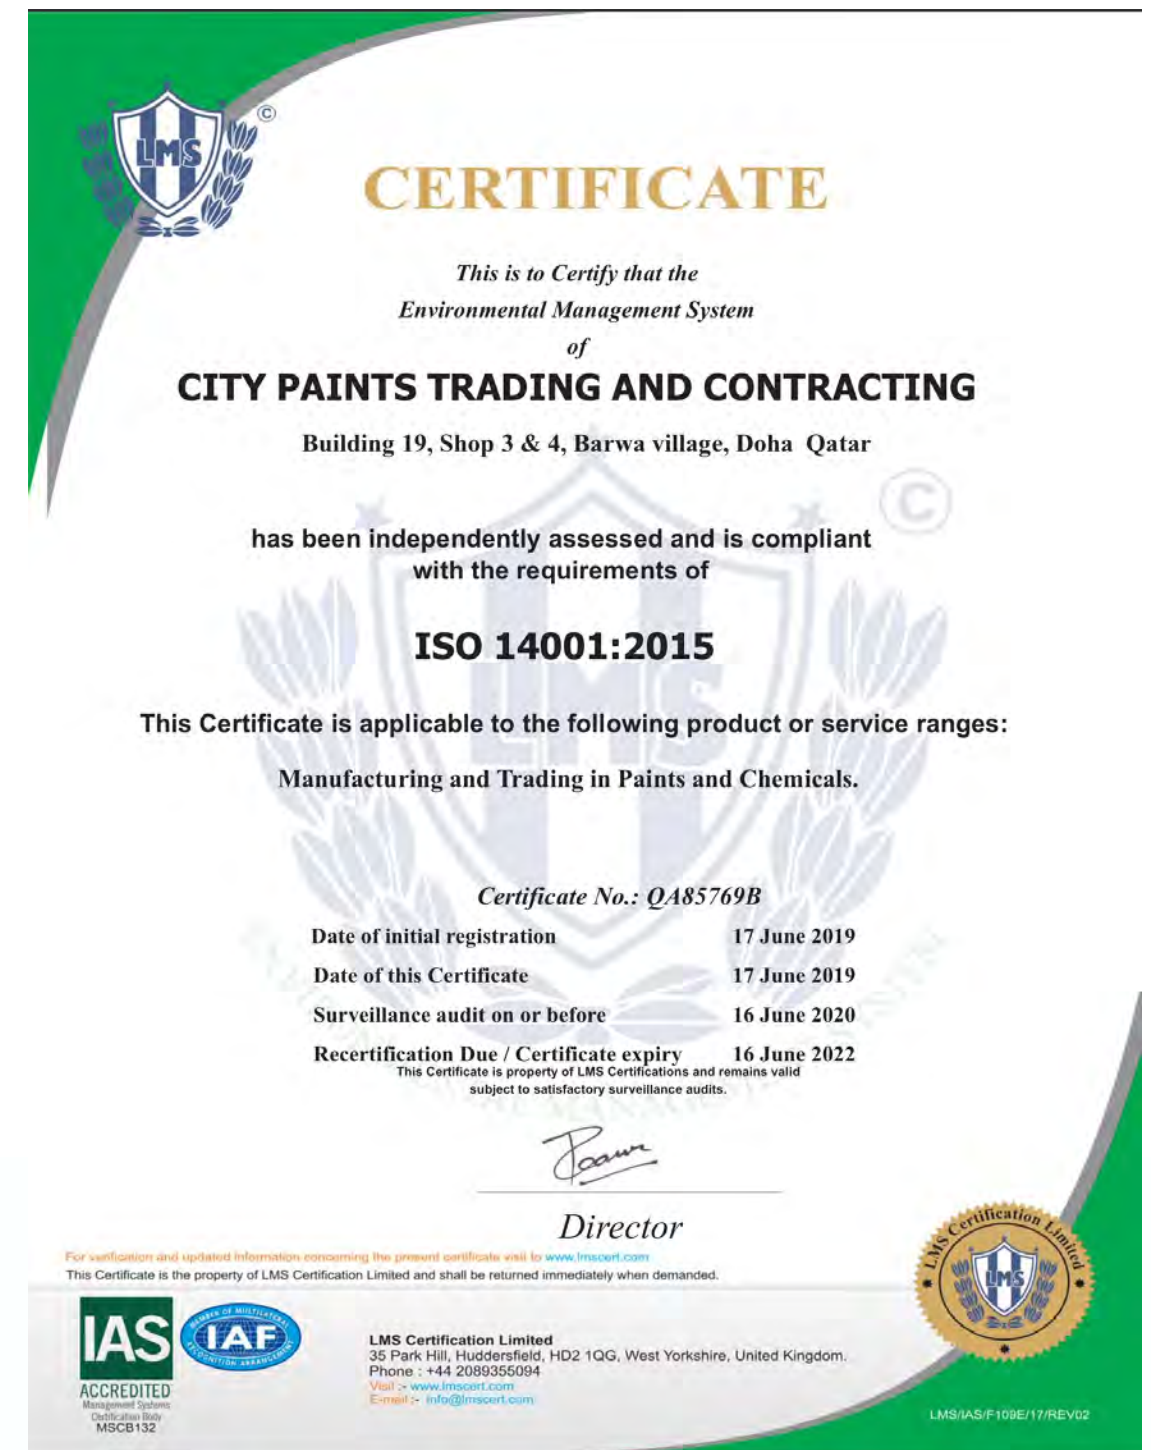 LMS
©
CERTIFICATE
This is to Certify that the
Environmental Management System
of
CITY PAINTS TRADING AND CONTRACTING
Building 19, Shop 3 & 4, Barwa village, Doha Qatar
©
has been independently assessed and is compliant
with the requirements of
ISO 14001:2015
LMS
This Certificate is applicable to the following product or service ranges:
Manufacturing and Trading in Paints and Chemicals.
Certificate No.: QA85769B
Date of initial registration 17 June 2019
Date of this Certificate 17 June 2019
Surveillance audit on or before 16 June 2020
Recertification Due / Certificate expiry 16 June 2022
This Certificate is property of LMS Certifications and remains valid
subject to satisfactory surveillance audits.
Director
For verification and updated information concerning the present certificate visit to www.lmscert.com
This Certificate is the property of LMS Certification Limited and shall be returned immediately when demanded.
LMS Certification Limited
LMS
IAS
ACCREDITED
Management Systems
Certification Body
MSCB132
MEMBER OF MULTILATERAL
IAF
RECOGNITION ARRANGEMENT
LMS Certification Limited
35 Park Hill, Huddersfield, HD2 1QG, West Yorkshire, United Kingdom.
Phone : +44 2089355094
Visit :- www.lmscert.com
E-mail :- info@lmscert.com
LMS/IAS/F109E/17/REV02